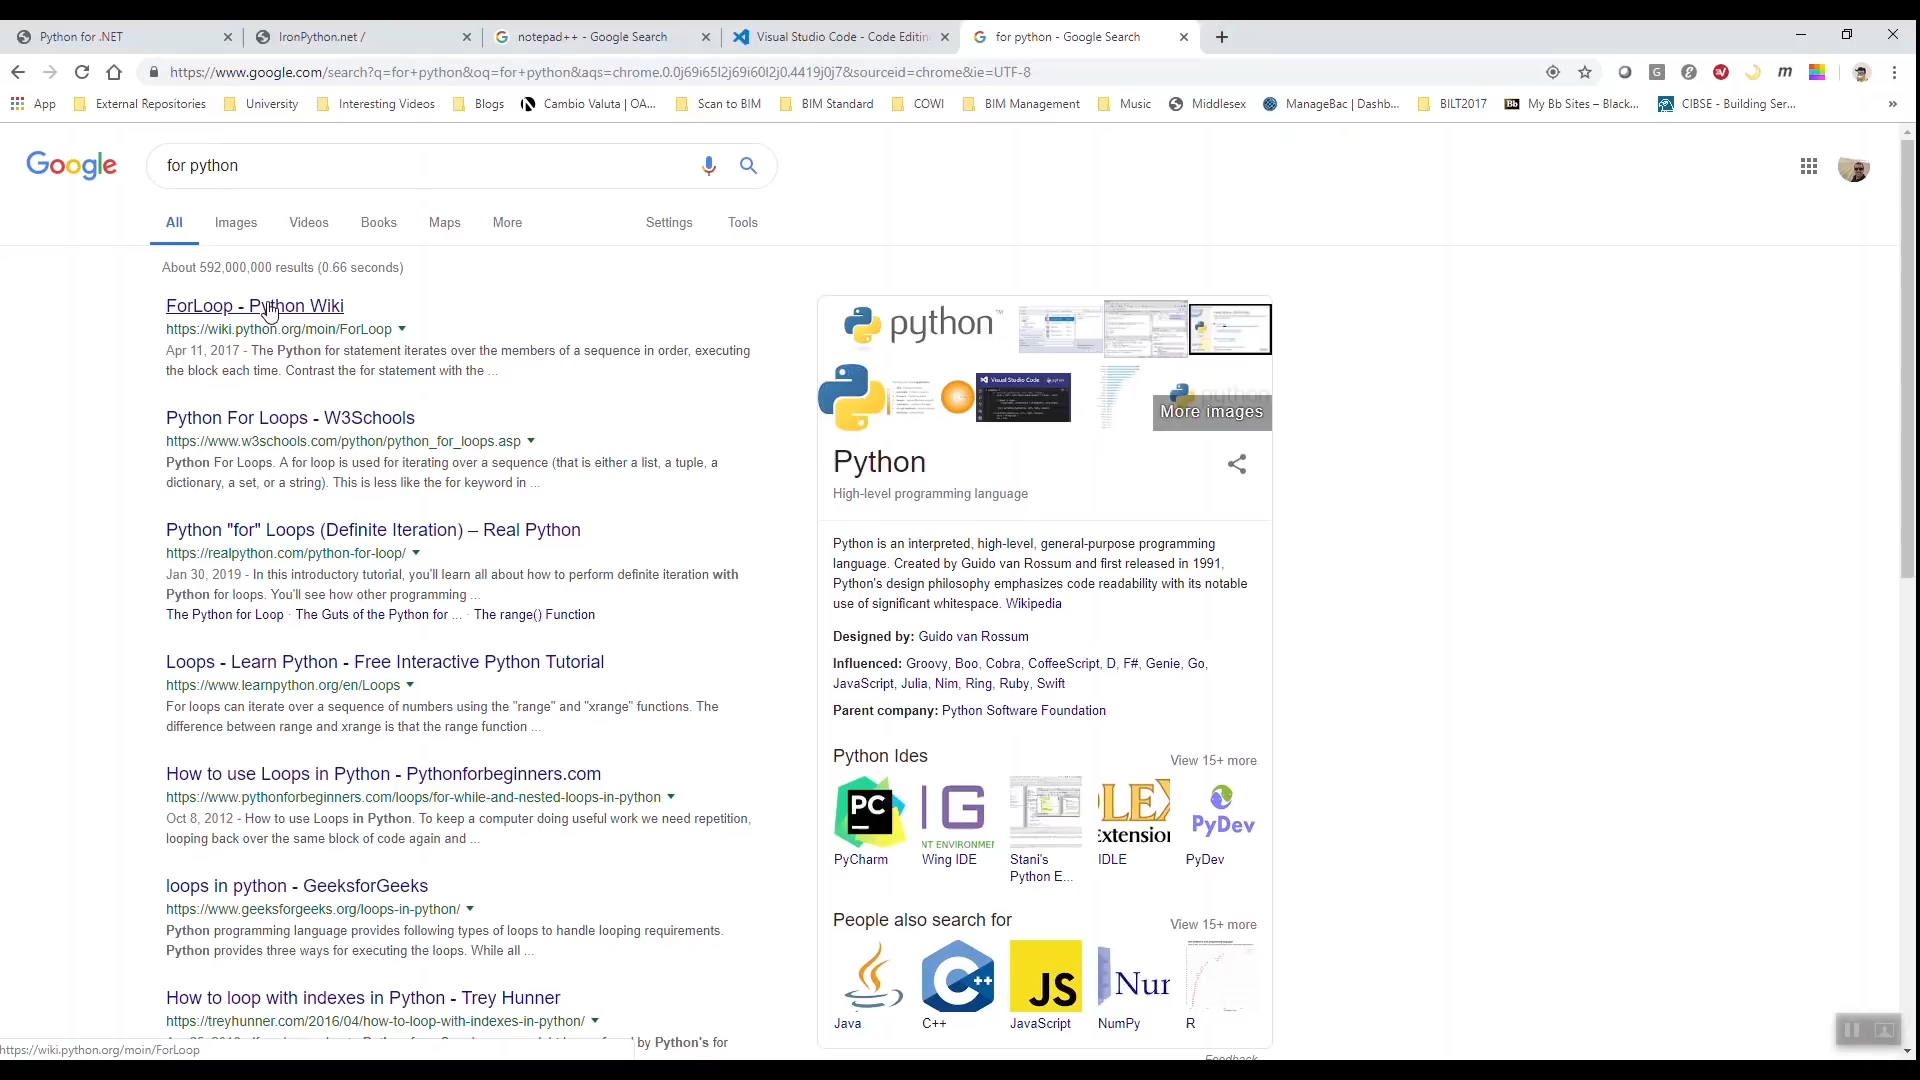 Python for .NET
IronPython.net /
notepad++ - Google Search
Visual Studio Code - Code Editin
for python - Google Search
https://www.google.com/search?q=for+python&oq=for+python&aqs=chrome.0.0j69i65l2j69i60l2j0.4419j0j7&sourceid=chrome&ie=UTF-8
App
External Repositories
University
Interesting Videos
Blogs
Cambio Valuta | OA...
Scan to BIM
BIM Standard
COWI
BIM Management
Music
Middlesex
ManageBac | Dashb...
BILT2017
Bb My Bb Sites – Black...
CIBSE - Building Ser...
»
Google
for python
All
Images
Videos
Books
Maps
More
Settings
Tools
About 592,000,000 results (0.66 seconds)
ForLoop - Python Wiki
https://wiki.python.org/moin/ForLoop
Apr 11, 2017 - The Python for statement iterates over the members of a sequence in order, executing
the block each time. Contrast the for statement with the ...
Python For Loops - W3Schools
https://www.w3schools.com/python/python_for_loops.asp
Python For Loops. A for loop is used for iterating over a sequence (that is either a list, a tuple, a
dictionary, a set, or a string). This is less like the for keyword in ...
Python "for" Loops (Definite Iteration) – Real Python
https://realpython.com/python-for-loop/
Jan 30, 2019 - In this introductory tutorial, you'll learn all about how to perform definite iteration with
Python for loops. You'll see how other programming ...
The Python for Loop · The Guts of the Python for ... · The range() Function
Loops - Learn Python - Free Interactive Python Tutorial
https://www.learnpython.org/en/Loops
For loops can iterate over a sequence of numbers using the "range" and "xrange" functions. The
difference between range and xrange is that the range function ...
How to use Loops in Python - Pythonforbeginners.com
https://www.pythonforbeginners.com/loops/for-while-and-nested-loops-in-python
Oct 8, 2012 - How to use Loops in Python. To keep a computer doing useful work we need repetition,
looping back over the same block of code again and ...
loops in python - GeeksforGeeks
https://www.geeksforgeeks.org/loops-in-python/
Python programming language provides following types of loops to handle looping requirements.
Python provides three ways for executing the loops. While all ...
How to loop with indexes in Python - Trey Hunner
https://treyhunner.com/2016/04/how-to-loop-with-indexes-in-python/
by Python's for
https://wiki.python.org/moin/ForLoop
python™
Visual Studio Code
More images
Python
High-level programming language
Python is an interpreted, high-level, general-purpose programming
language. Created by Guido van Rossum and first released in 1991,
Python's design philosophy emphasizes code readability with its notable
use of significant whitespace. Wikipedia
Designed by: Guido van Rossum
Influenced: Groovy, Boo, Cobra, CoffeeScript, D, F#, Genie, Go,
JavaScript, Julia, Nim, Ring, Ruby, Swift
Parent company: Python Software Foundation
Python Ides
View 15+ more
PC
IG
NT ENVIRONMEN
PyDev
PyCharm
Wing IDE
Stani's
Python E...
IDLE
PyDev
People also search for
View 15+ more
C++
JS
Nur
Java
C++
JavaScript
NumPy
R
Feedback